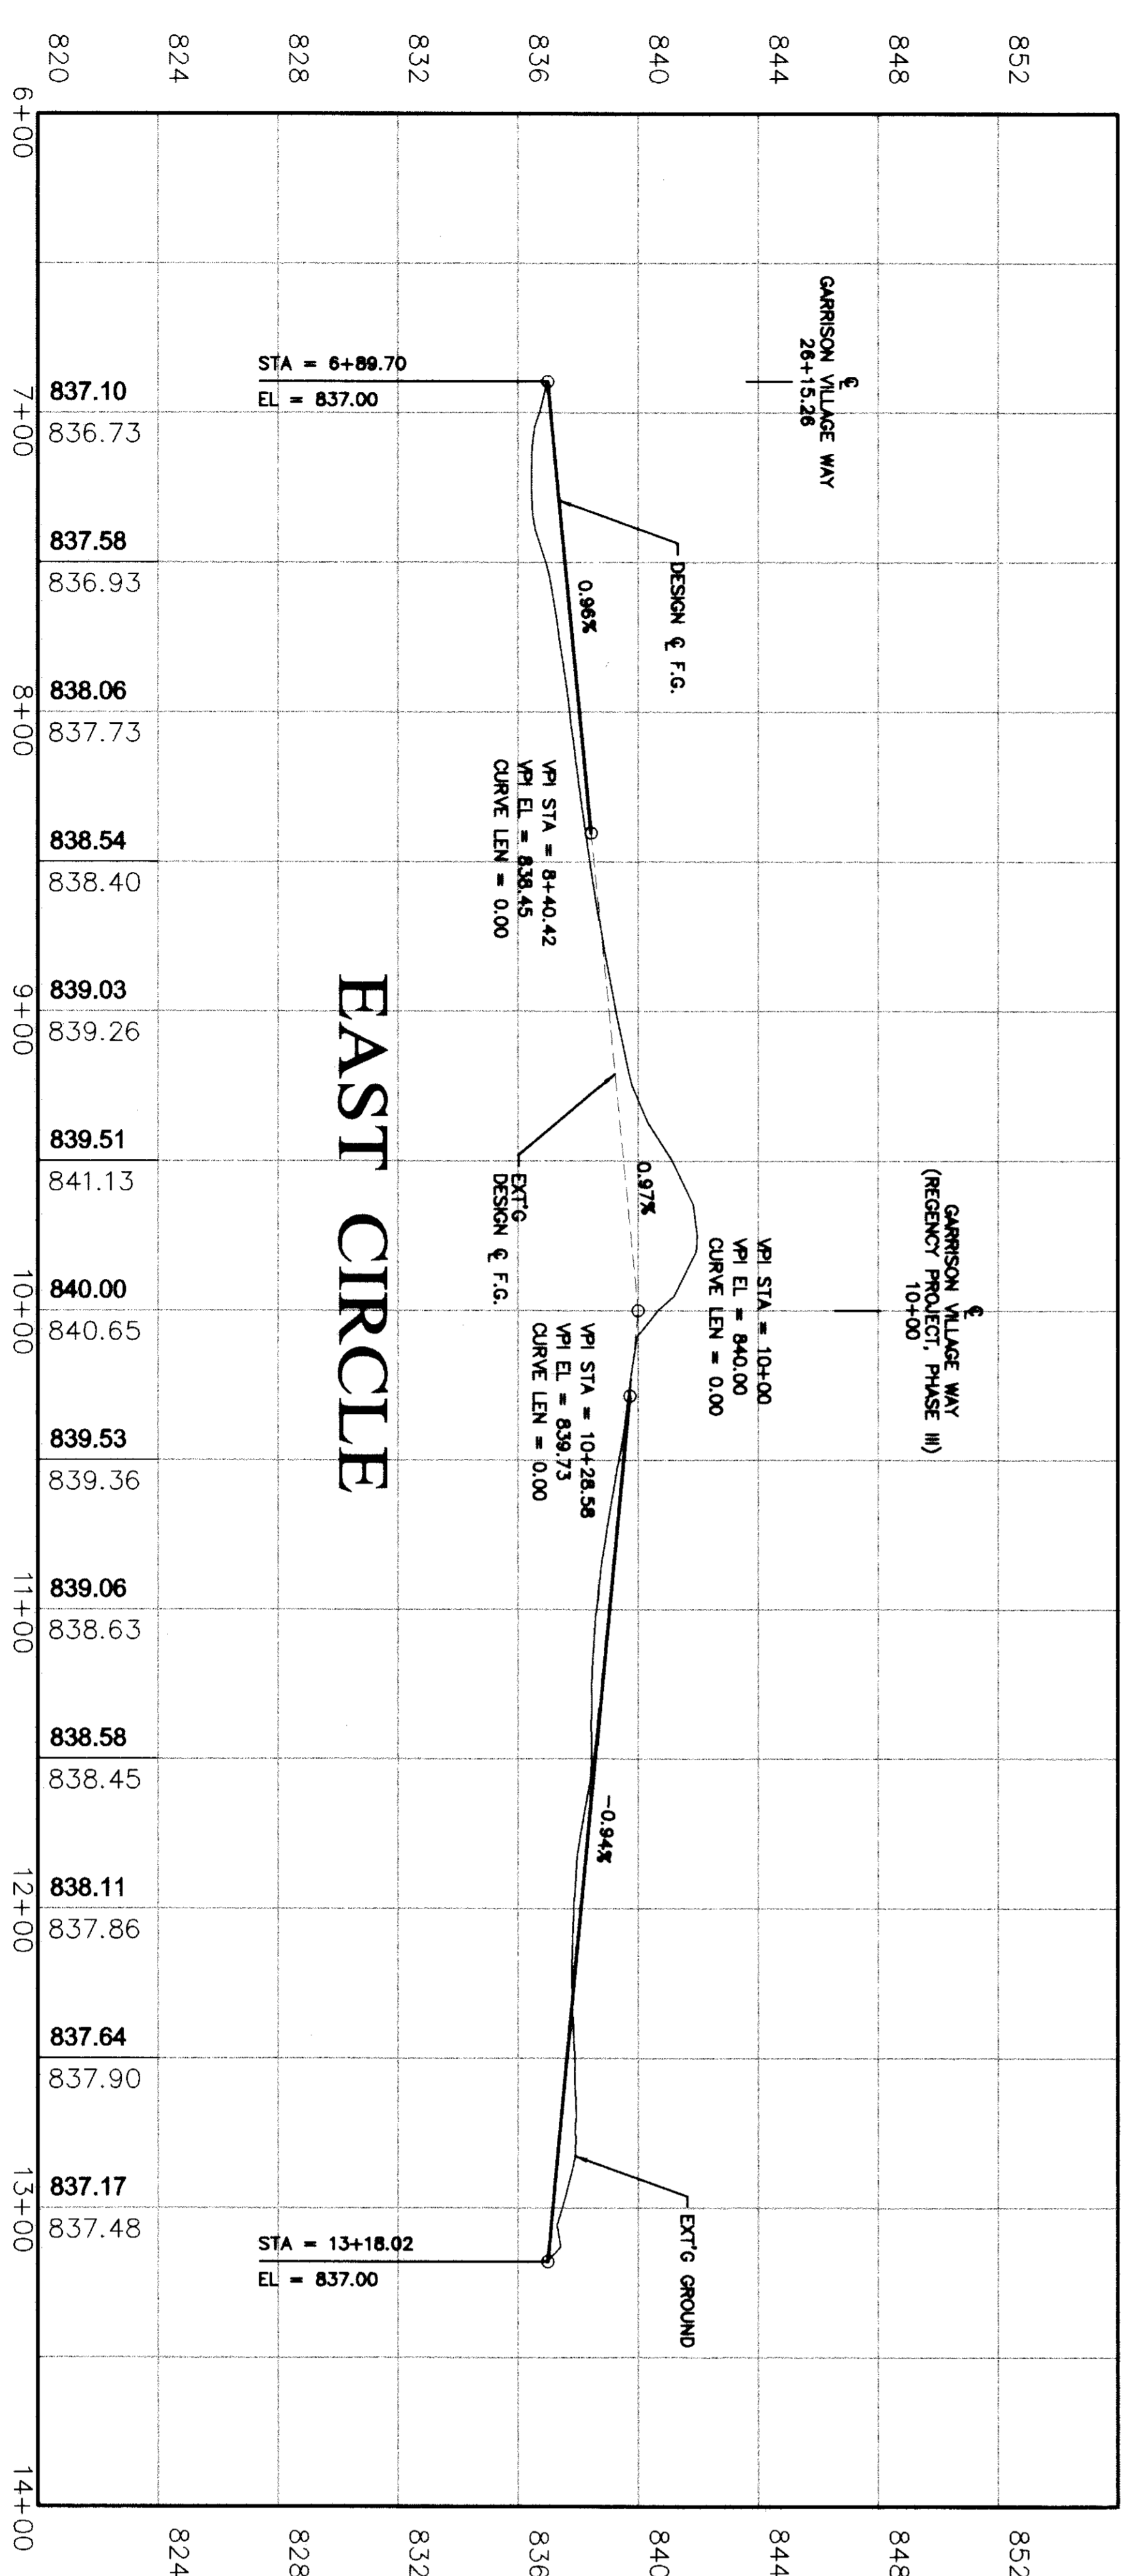 852
848
844
840
836
832
828
824
820
852
848
844
840
836
832
828
824
℄
GARRISON VILLAGE WAY
26+15.26
℄
GARRISON VILLAGE WAY
(REGENCY PROJECT, PHASE III)
10+00
DESIGN ℄ F.G.
0.96%
VPI STA = 8+40.42
VPI EL = 838.45
CURVE LEN = 0.00
EXT'G
DESIGN ℄ F.G.
0.97%
VPI STA = 10+00
VPI EL = 840.00
CURVE LEN = 0.00
VPI STA = 10+28.58
VPI EL = 839.73
CURVE LEN = 0.00
-0.94%
EXT'G GROUND
STA = 6+89.70
EL = 837.00
STA = 13+18.02
EL = 837.00
EAST CIRCLE
837.10 836.73
837.58 836.93
838.06 837.73
838.54 838.40
839.03 839.26
839.51 841.13
840.00 840.65
839.53 839.36
839.06 838.63
838.58 838.45
838.11 837.86
837.64 837.90
837.17 837.48
6+00 7+00 8+00 9+00 10+00 11+00 12+00 13+00 14+00